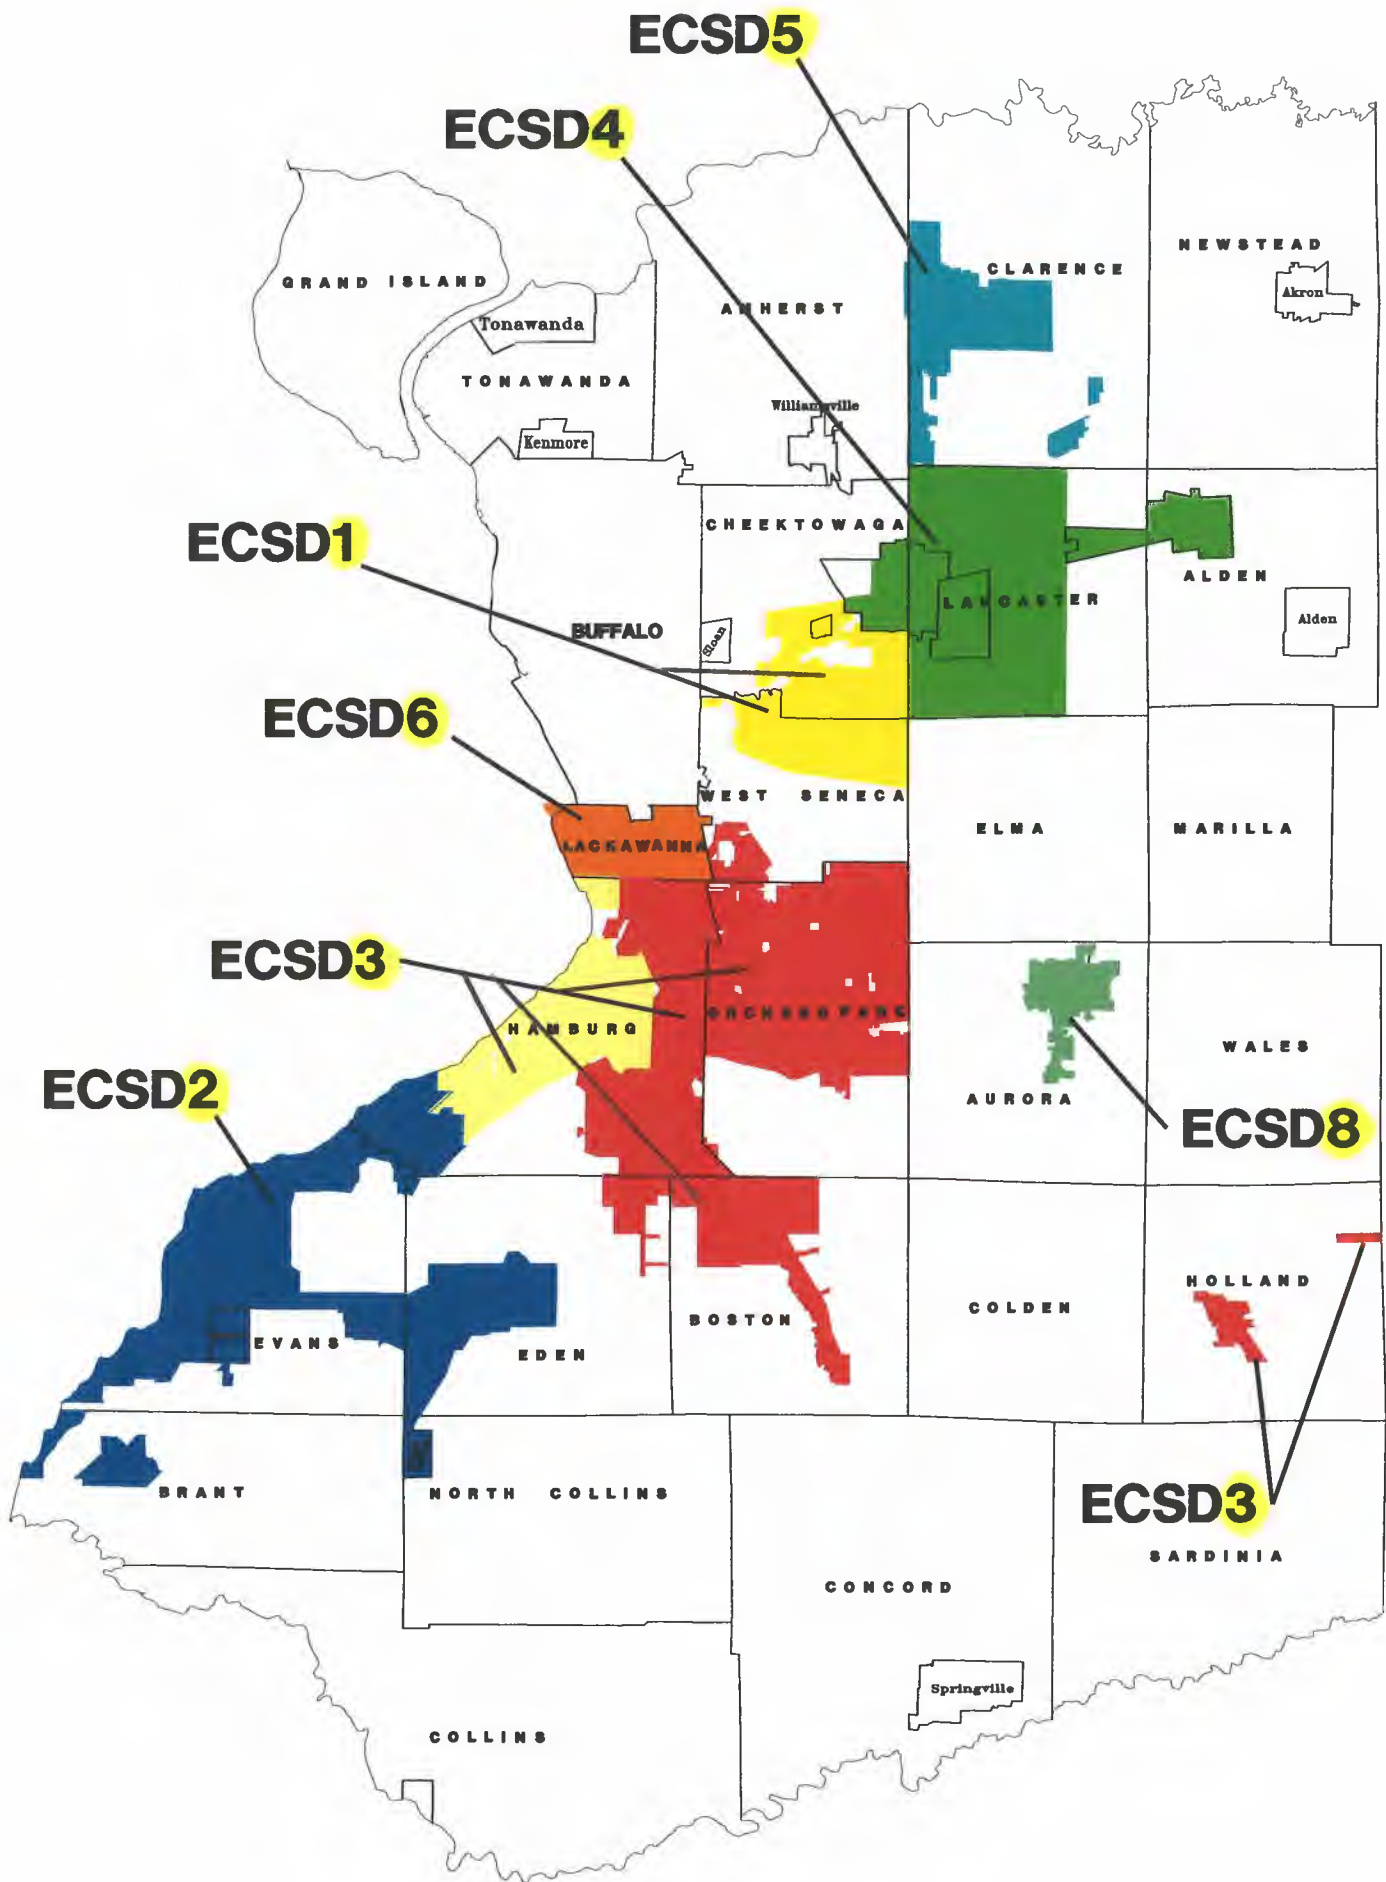 ECSD5
ECSD4
NEWSTEAD
CLARENCE
GRAND ISLAND
Akron
AMHERST
Tonawanda
TONAWANDA
Williamsville
Kenmore
CHEEKTOWAGA
ECSD1
ALDEN
LANCASTER
Alden
BUFFALO
Sloan
ECSD6
WEST SENECA
ELMA
MARILLA
LACKAWANNA
ECSD3
ORCHARD PARK
HAMBURG
WALES
ECSD2
AURORA
ECSD8
HOLLAND
COLDEN
BOSTON
EVANS
EDEN
BRANT
NORTH COLLINS
ECSD3
SARDINIA
CONCORD
Springville
COLLINS